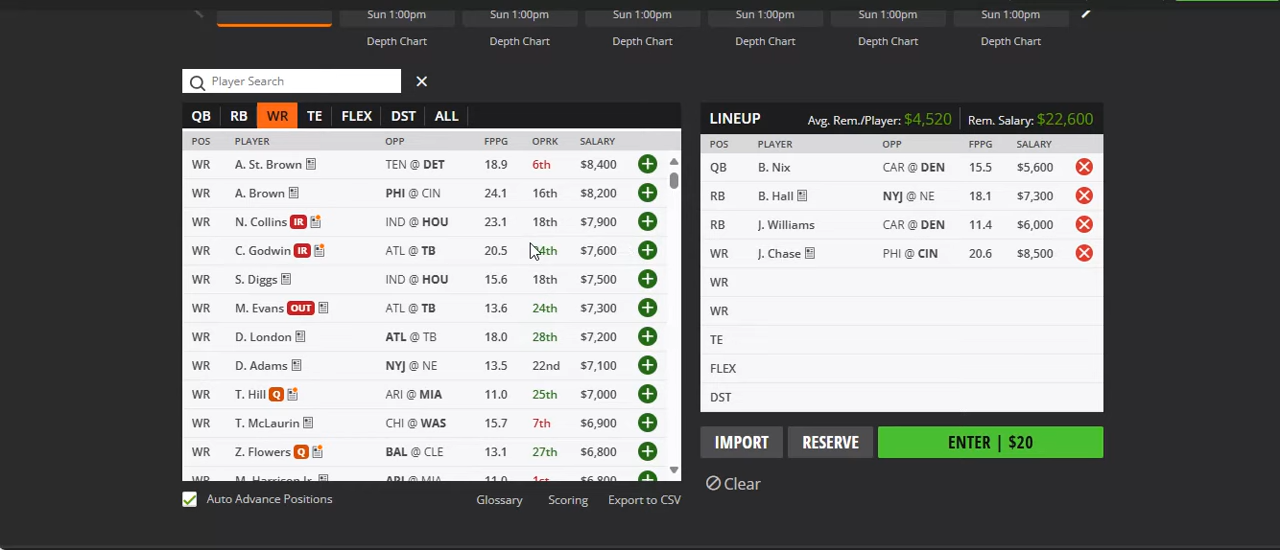 Sun 1:00pm Sun 1:00pm Sun 1:00pm Sun 1:00pm Sun 1:00pm Sun 1:00pm
Depth Chart Depth Chart Depth Chart Depth Chart Depth Chart Depth Chart
Player Search
QB RB WR TE FLEX DST ALL
POS PLAYER OPP FPPG OPRK SALARY
WR A. St. Brown TEN @ DET 18.9 6th $8,400
WR A. Brown PHI @ CIN 24.1 16th $8,200
WR N. Collins IR IND @ HOU 23.1 18th $7,900
WR C. Godwin IR ATL @ TB 20.5 $7,600
WR S. Diggs IND @ HOU 15.6 18th $7,500
WR M. Evans OUT ATL @ TB 13.6 24th $7,300
WR D. London ATL @ TB 18.0 28th $7,200
WR D. Adams NYJ @ NE 13.5 22nd $7,100
WR T. Hill Q ARI @ MIA 11.0 25th $7,000
WR T. McLaurin CHI @ WAS 15.7 7th $6,900
WR Z. Flowers Q BAL @ CLE 13.1 27th $6,800
WR M. Harrison Jr. ARI @ MIA 11.0 1st $6,800
Auto Advance Positions Glossary Scoring Export to CSV
LINEUP Avg. Rem./Player: $4,520 Rem. Salary: $22,600
POS PLAYER OPP FPPG SALARY
QB B. Nix CAR @ DEN 15.5 $5,600
RB B. Hall NYJ @ NE 18.1 $7,300
RB J. Williams CAR @ DEN 11.4 $6,000
WR J. Chase PHI @ CIN 20.6 $8,500
WR
WR
TE
FLEX
DST
IMPORT RESERVE ENTER | $20
Clear